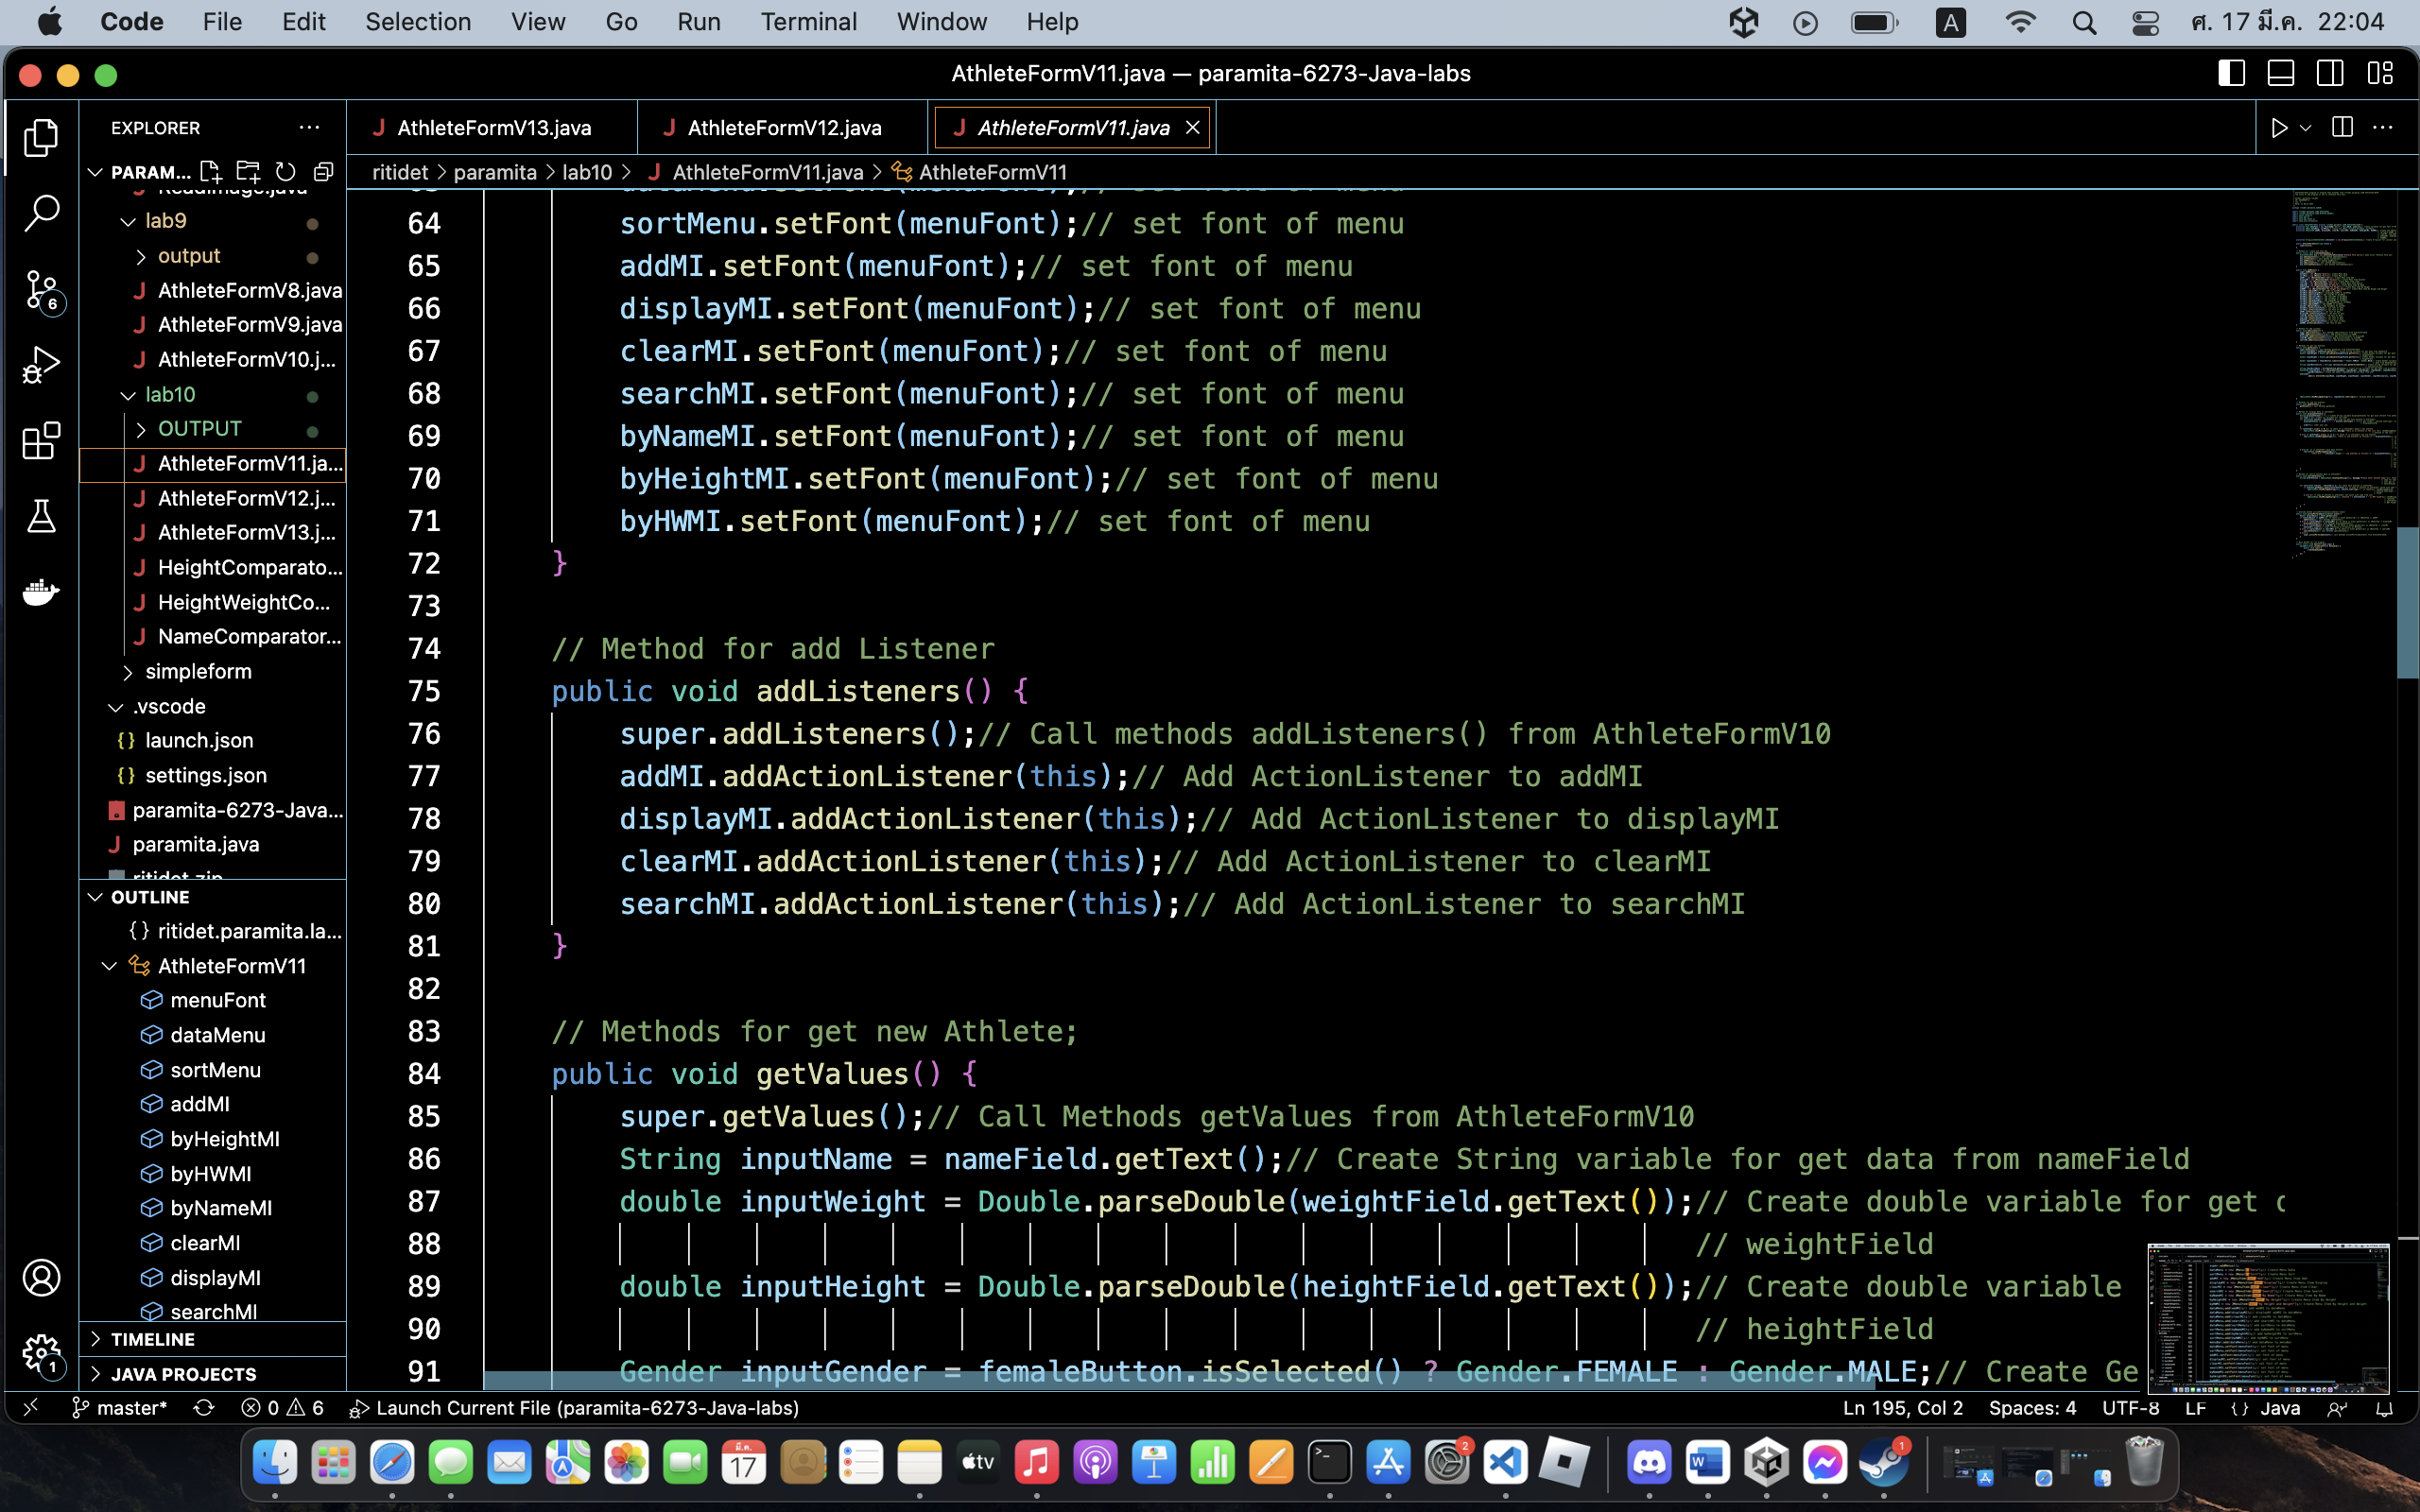 Code File Edit Selection View Go Run Terminal Window Help A ศ. 17 มี.ค. 22:04
AthleteFormV11.java — paramita-6273-Java-labs
EXPLORER
PARAM...
ReadImage.java
lab9
output
AthleteFormV8.java
AthleteFormV9.java
AthleteFormV10.j...
lab10
OUTPUT
AthleteFormV11.ja...
AthleteFormV12.j...
AthleteFormV13.j...
HeightComparato...
HeightWeightCo...
NameComparator...
simpleform
.vscode
{} launch.json
{} settings.json
paramita-6273-Java...
paramita.java
ritidet.zip
OUTLINE
{} ritidet.paramita.la...
AthleteFormV11
menuFont
dataMenu
sortMenu
addMI
byHeightMI
byHWMI
byNameMI
clearMI
displayMI
searchMI
TIMELINE
JAVA PROJECTS
6
1
J AthleteFormV13.java J AthleteFormV12.java J AthleteFormV11.java
ritidet > paramita > lab10 > J AthleteFormV11.java > AthleteFormV11
64 sortMenu.setFont(menuFont);// set font of menu
65 addMI.setFont(menuFont);// set font of menu
66 displayMI.setFont(menuFont);// set font of menu
67 clearMI.setFont(menuFont);// set font of menu
68 searchMI.setFont(menuFont);// set font of menu
69 byNameMI.setFont(menuFont);// set font of menu
70 byHeightMI.setFont(menuFont);// set font of menu
71 byHWMI.setFont(menuFont);// set font of menu
72 }
73
74 // Method for add Listener
75 public void addListeners() {
76 super.addListeners();// Call methods addListeners() from AthleteFormV10
77 addMI.addActionListener(this);// Add ActionListener to addMI
78 displayMI.addActionListener(this);// Add ActionListener to displayMI
79 clearMI.addActionListener(this);// Add ActionListener to clearMI
80 searchMI.addActionListener(this);// Add ActionListener to searchMI
81 }
82
83 // Methods for get new Athlete;
84 public void getValues() {
85 super.getValues();// Call Methods getValues from AthleteFormV10
86 String inputName = nameField.getText();// Create String variable for get data from nameField
87 double inputWeight = Double.parseDouble(weightField.getText());// Create double variable for get
88 // weightField
89 double inputHeight = Double.parseDouble(heightField.getText());// Create double variable
90 // heightField
91 Gender inputGender = femaleButton.isSelected() ? Gender.FEMALE : Gender.MALE;// Create Ge
master* 0 6 Launch Current File (paramita-6273-Java-labs) Ln 195, Col 2 Spaces: 4 UTF-8 LF {} Java
มี.ค.
17
tv
2
1